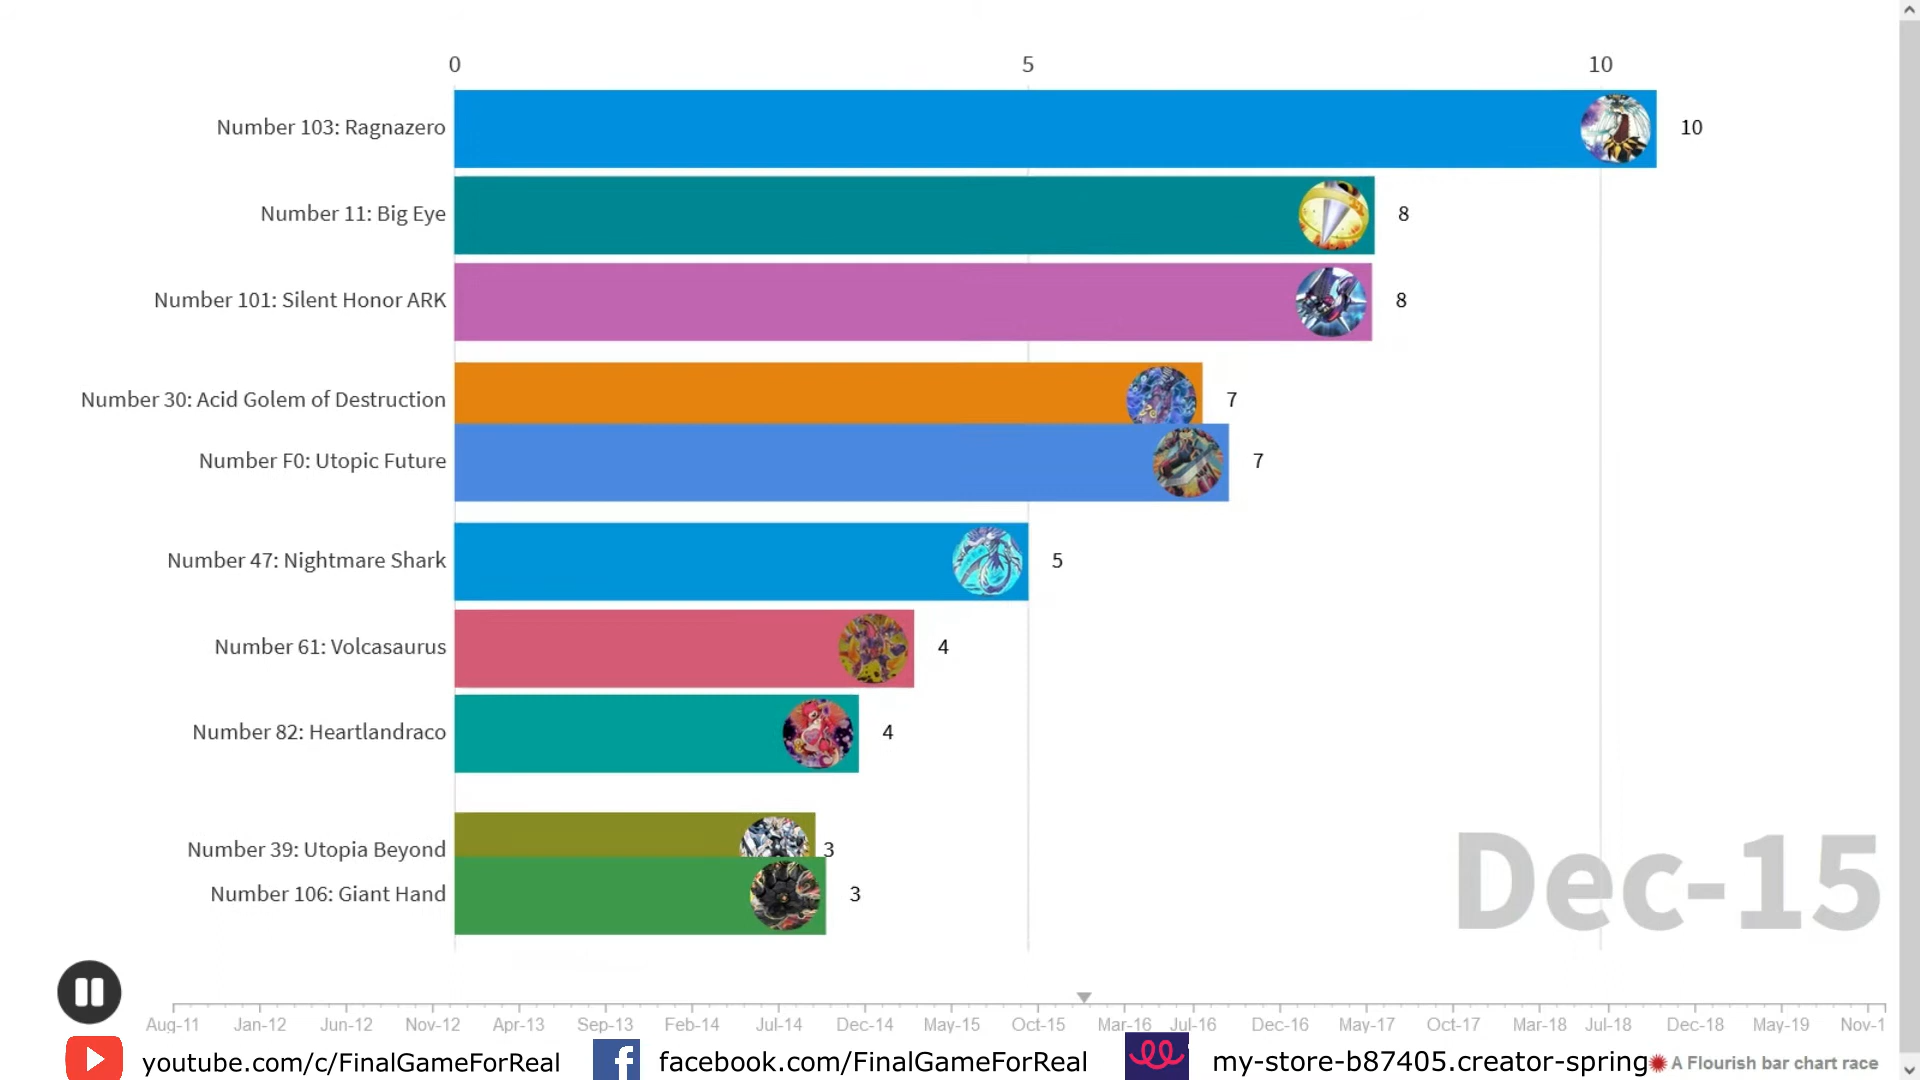 0 5 10
Number 103: Ragnazero 10
Number 11: Big Eye 8
Number 101: Silent Honor ARK 8
Number 30: Acid Golem of Destruction 7
Number F0: Utopic Future 7
Number 47: Nightmare Shark 5
Number 61: Volcasaurus 4
Number 82: Heartlandraco 4
Number 39: Utopia Beyond 3
Number 106: Giant Hand 3
Dec-15
Aug-11 Jan-12 Jun-12 Nov-12 Apr-13 Sep-13 Feb-14 Jul-14 Dec-14 May-15 Oct-15 Mar-16 Jul-16 Dec-16 May-17 Oct-17 Mar-18 Jul-18 Dec-18 May-19 Nov-1
youtube.com/c/FinalGameForReal facebook.com/FinalGameForReal my-store-b87405.creator-spring A Flourish bar chart race